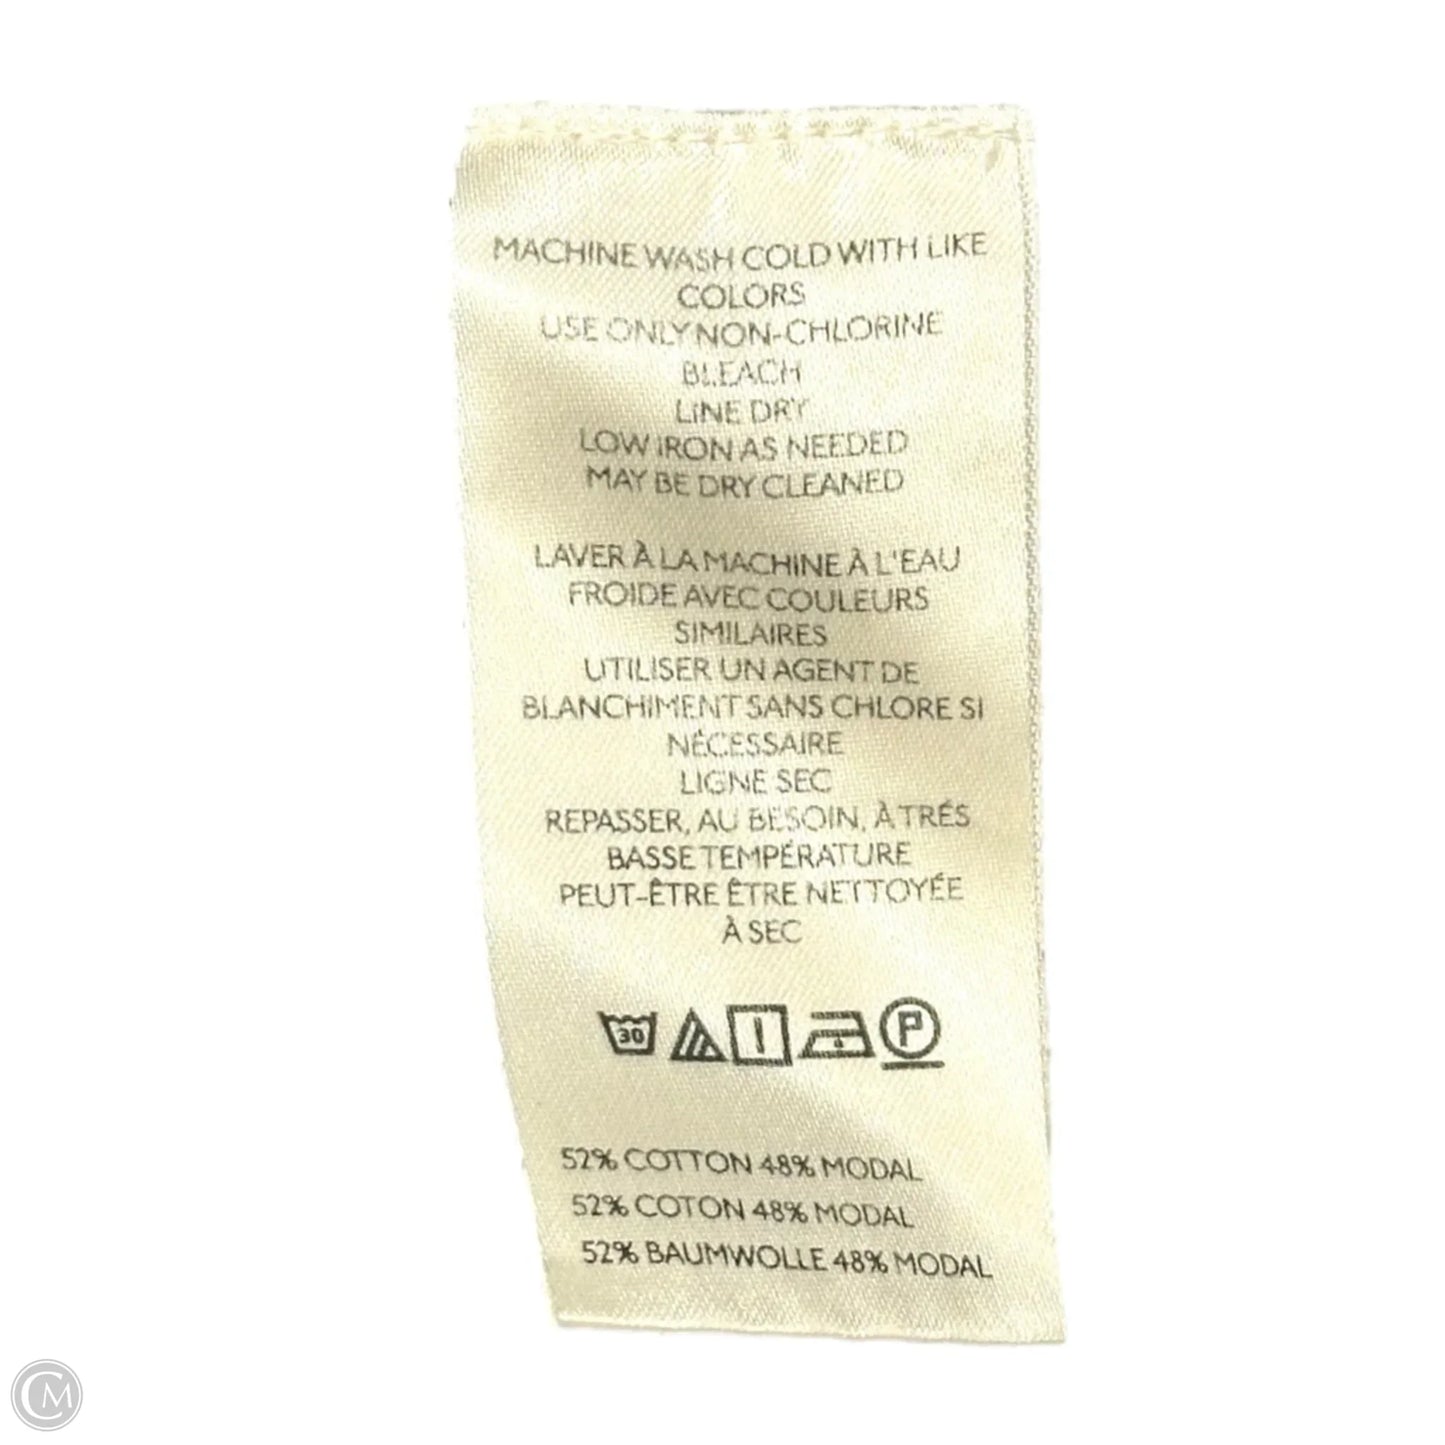 MACHINE WASH COLD WITH LIKE
COLORS
USE ONLY NON-CHLORINE
BLEACH
LINE DRY
LOW IRON AS NEEDED
MAY BE DRY CLEANED
LAVER À LA MACHINE À L'EAU
FROIDE AVEC COULEURS
SIMILAIRES
UTILISER UN AGENT DE
BLANCHIMENT SANS CHLORE SI
NÉCESSAIRE
LIGNE SEC
REPASSER, AU BESOIN, À TRÉS
BASSE TEMPÉRATURE
PEUT-ÊTRE ÊTRE NETTOYÉE
À SEC
30 P
52% COTTON 48% MODAL
52% COTON 48% MODAL
52% BAUMWOLLE 48% MODAL
CM